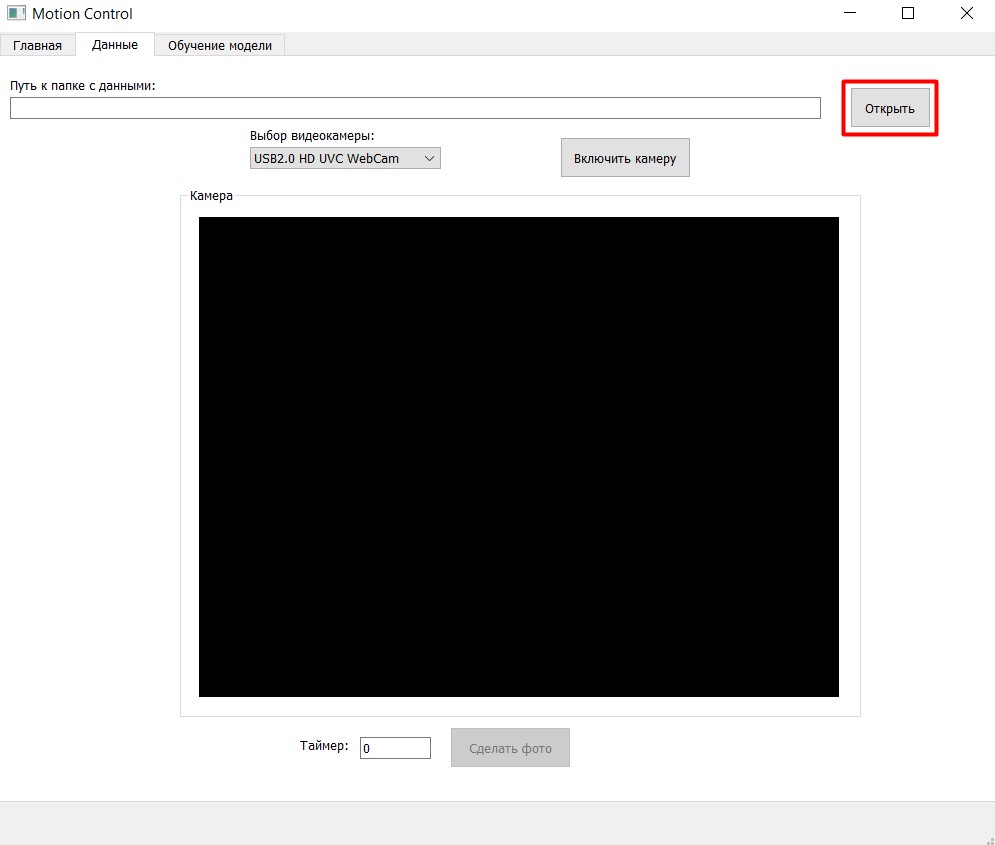 Motion Control
Главная Данные Обучение модели
Путь к папке с данными:
Открыть
Выбор видеокамеры:
USB2.0 HD UVC WebCam
Включить камеру
Камера
Таймер: 0 Сделать фото